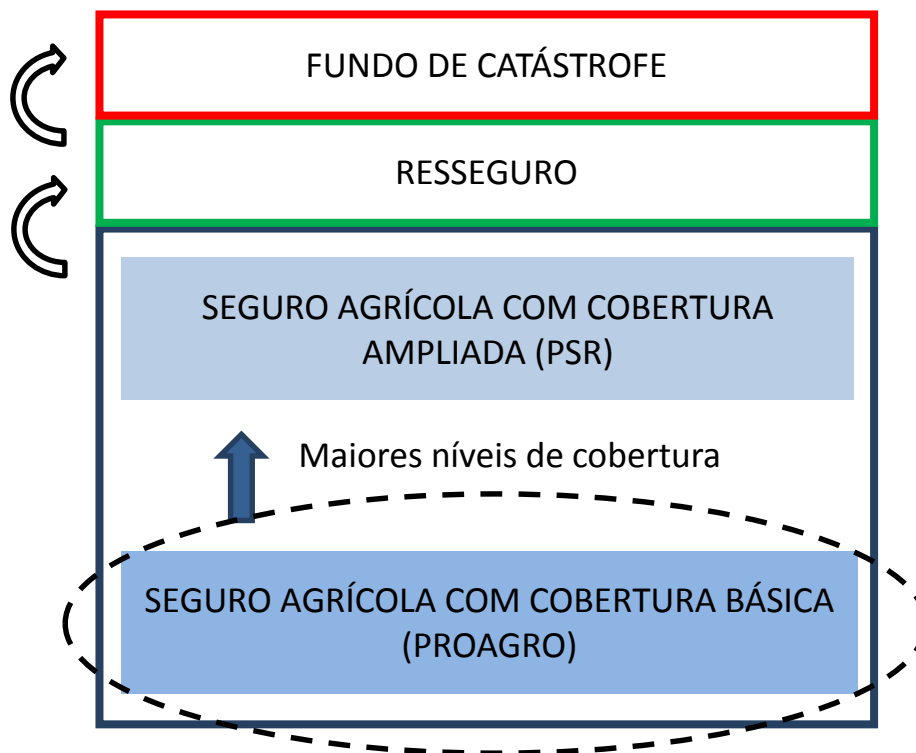 FUNDO DE CATÁSTROFE
RESSEGURO
SEGURO AGRÍCOLA COM COBERTURA
AMPLIADA (PSR)
Maiores níveis de cobertura
SEGURO AGRÍCOLA COM COBERTURA BÁSICA
(PROAGRO)